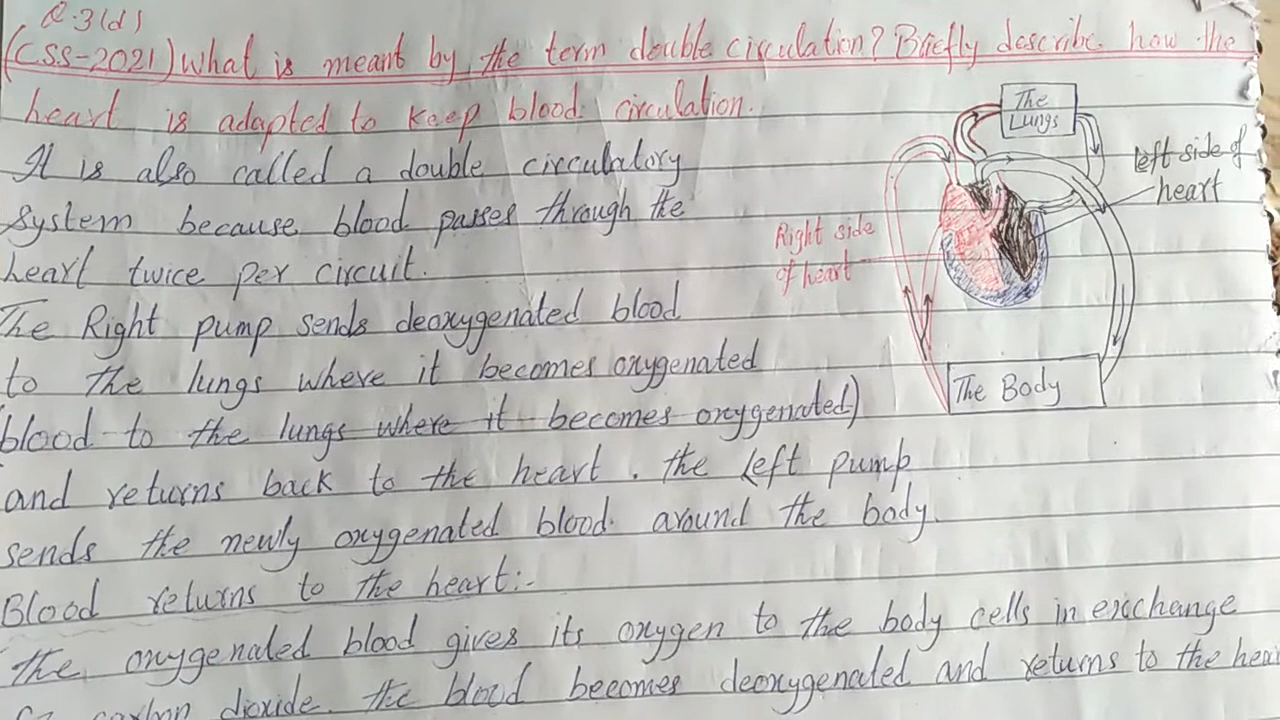 Q.3(d)
(CSS-2021) What is meant by the term double circulation? Briefly describe how the
heart is adapted to keep blood circulation.
It is also called a double circulatory
system because blood passes through the
heart twice per circuit.
The Right pump sends deoxygenated blood
to the lungs where it becomes oxygenated
blood to the lungs where it becomes oxygenated)
and returns back to the heart. the left pump
sends the newly oxygenated blood around the body.
Blood returns to the heart:-
the oxygenated blood gives its oxygen to the body cells in exchange
carbon dioxide. the blood becomes deoxygenated and returns to the
The
Lungs
left side of
heart
Right side
of heart
The Body